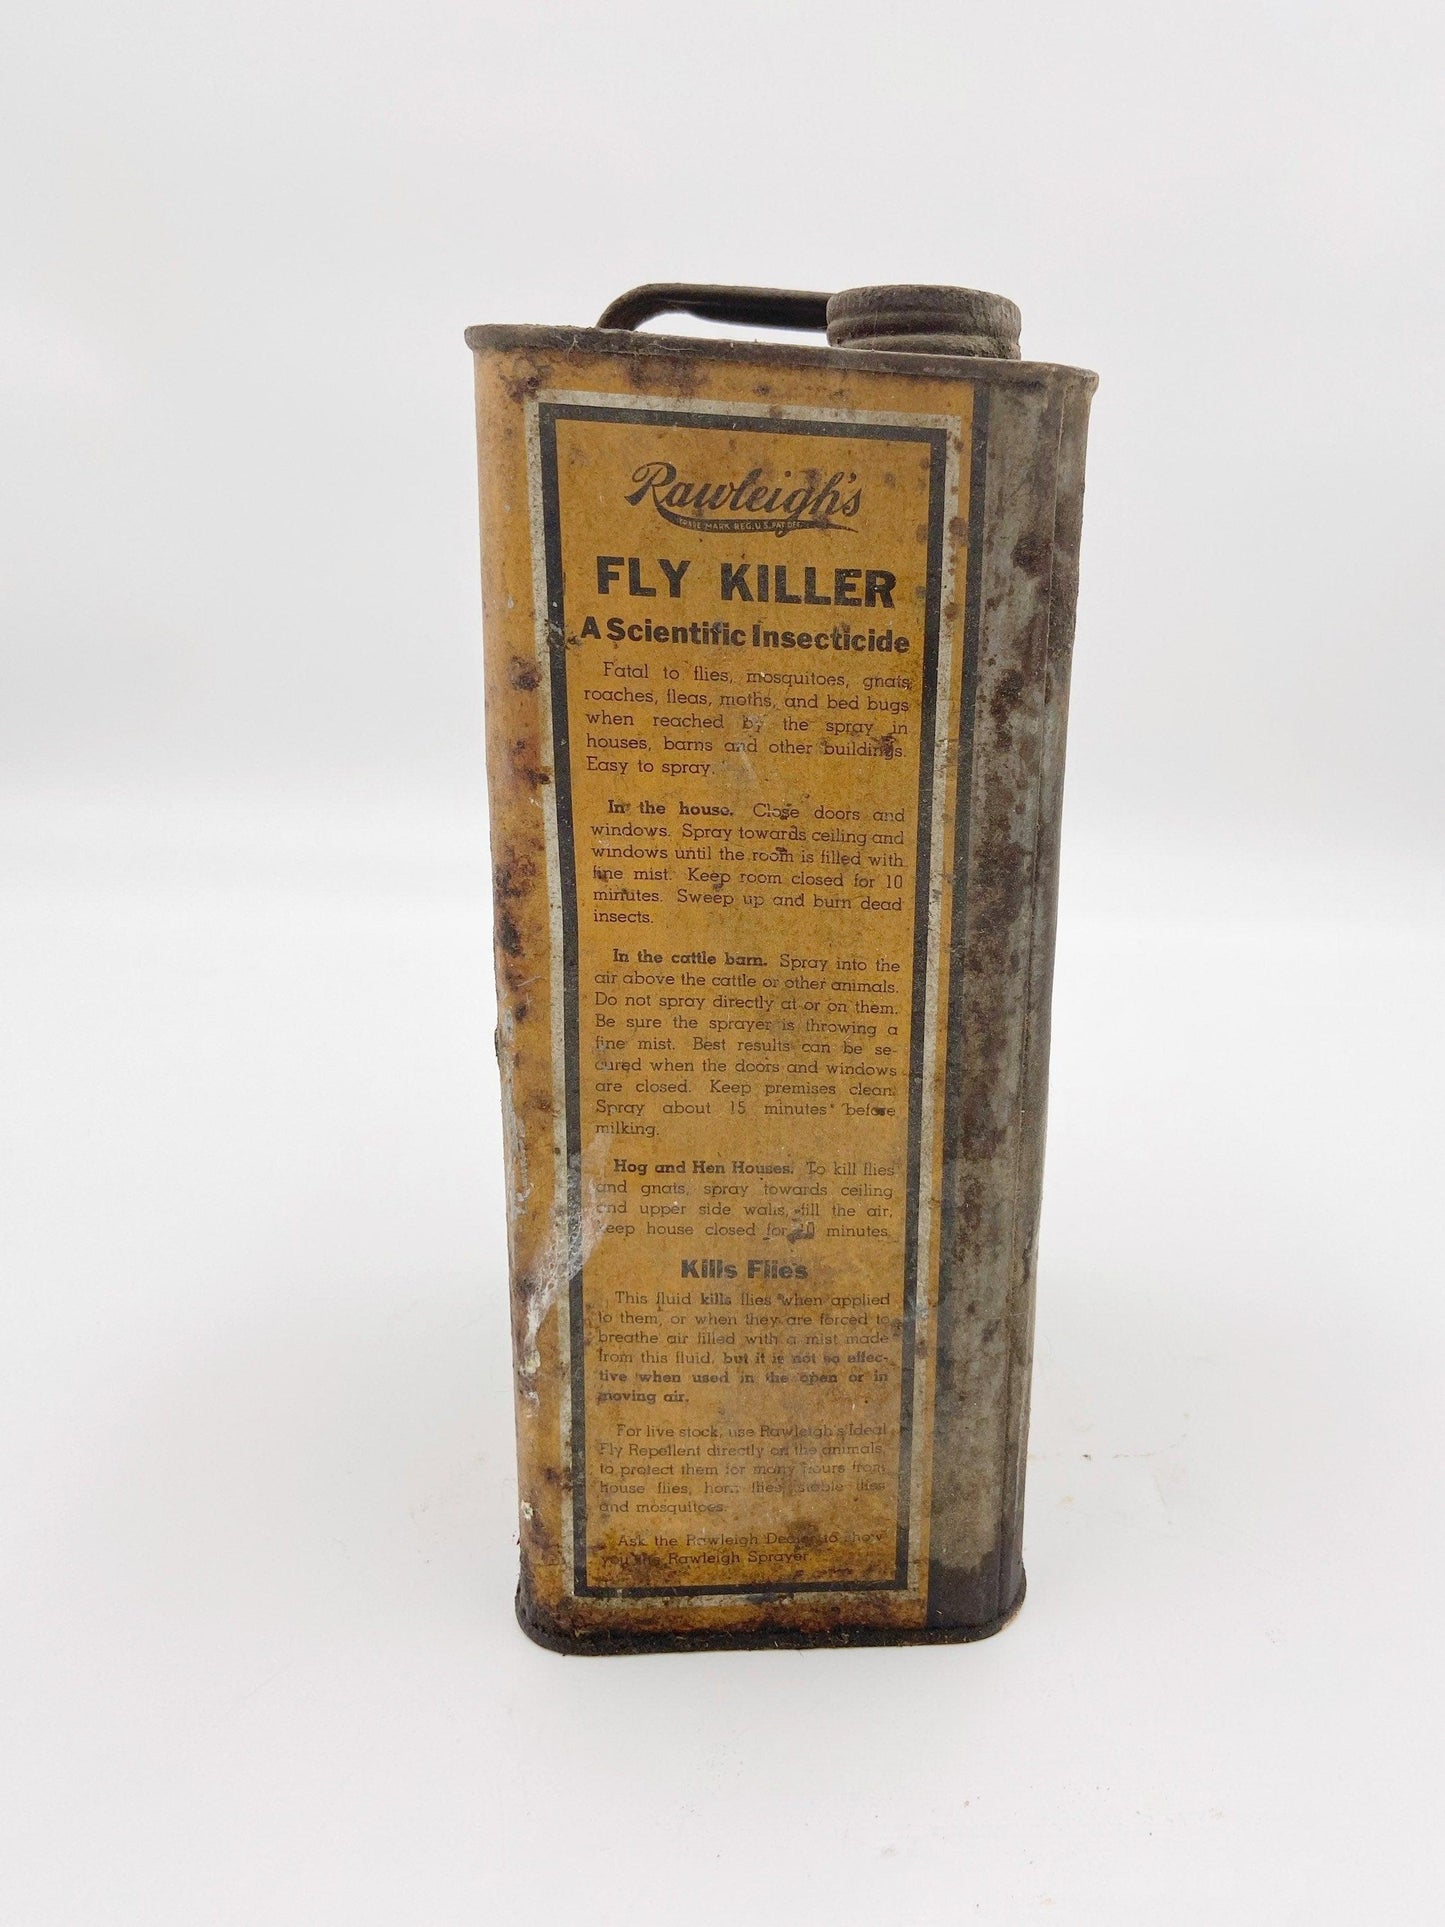 Rawleigh's
TRADE MARK REG. U.S. PAT. OFF.
FLY KILLER
A Scientific Insecticide
Fatal to flies, mosquitoes, gnats,
roaches, fleas, moths, and bed bugs
when reached by the spray in
houses, barns and other buildings.
Easy to spray.
In the house. Close doors and
windows. Spray towards ceiling and
windows until the room is filled with
fine mist. Keep room closed for 10
minutes. Sweep up and burn dead
insects.
In the cattle barn. Spray into the
air above the cattle or other animals.
Do not spray directly at or on them.
Be sure the sprayer is throwing a
fine mist. Best results can be se-
cured when the doors and windows
are closed. Keep premises clean.
Spray about 15 minutes before
milking.
Hog and Hen Houses. To kill flies
and gnats, spray towards ceiling
and upper side walls, fill the air,
keep house closed for minutes.
Kills Flies
This fluid kills flies when applied
to them, or when they are forced to
breathe air filled with a mist made
from this fluid, but it is not so effec-
tive when used in the open or in
moving air.
For live stock, use Rawleigh's Ideal
Fly Repellent directly on the animals,
to protect them for many hours from
house flies, horn flies, stable flies
and mosquitoes.
Ask the Rawleigh Dealer to show
you the Rawleigh Sprayer.